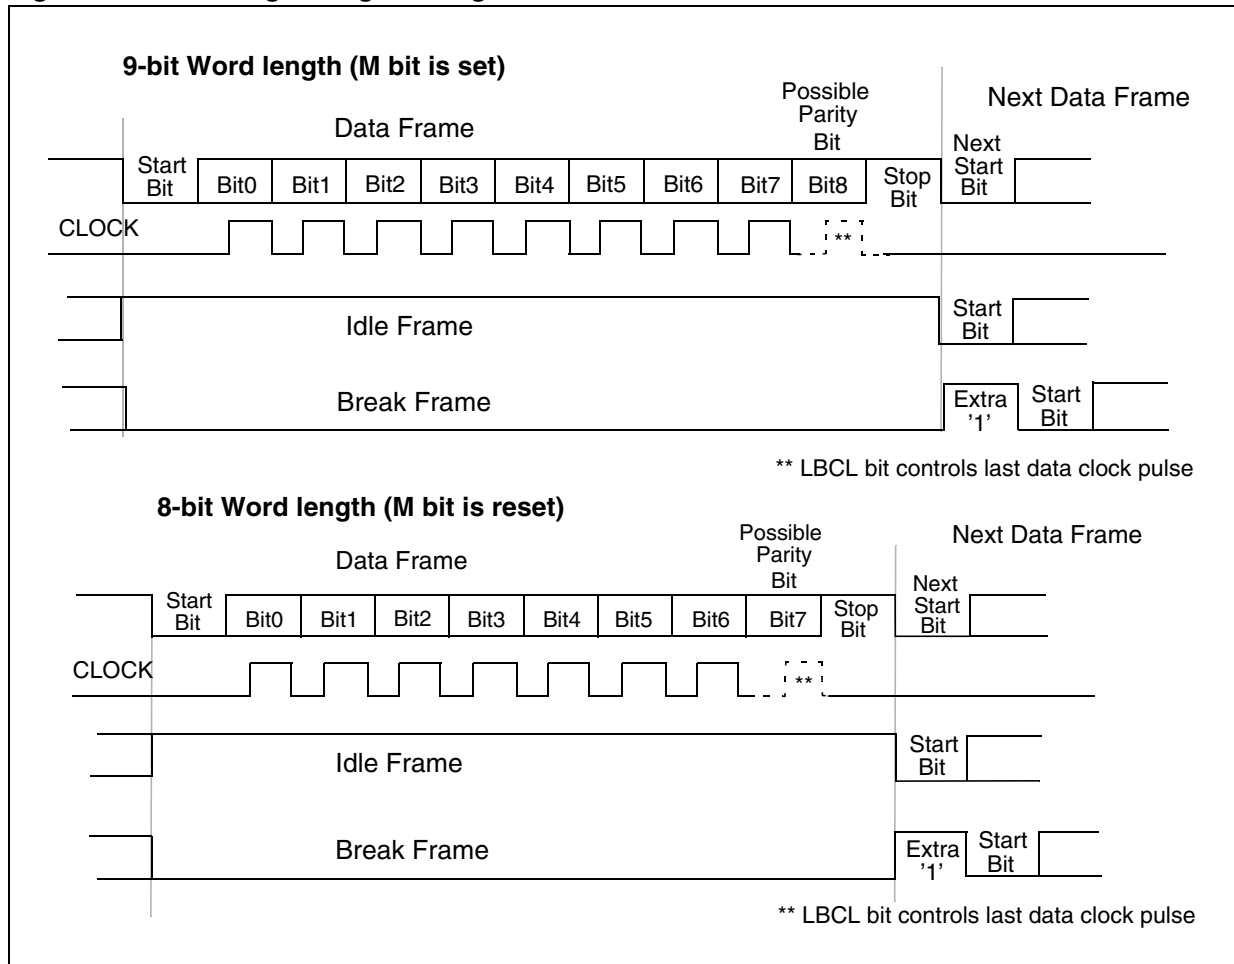 9-bit Word length (M bit is set)
Possible
Parity
Bit
Next Data Frame
Data Frame
Next
Start
Bit
Start
Bit
Bit0
Bit1
Bit2
Bit3
Bit4
Bit5
Bit6
Bit7
Bit8
Stop
Bit
CLOCK
**
Idle Frame
Start
Bit
Break Frame
Extra
'1'
Start
Bit
** LBCL bit controls last data clock pulse
8-bit Word length (M bit is reset)
Possible
Parity
Bit
Next Data Frame
Data Frame
Next
Start
Bit
Start
Bit
Bit0
Bit1
Bit2
Bit3
Bit4
Bit5
Bit6
Bit7
Stop
Bit
CLOCK
**
Idle Frame
Start
Bit
Break Frame
Extra
'1'
Start
Bit
** LBCL bit controls last data clock pulse